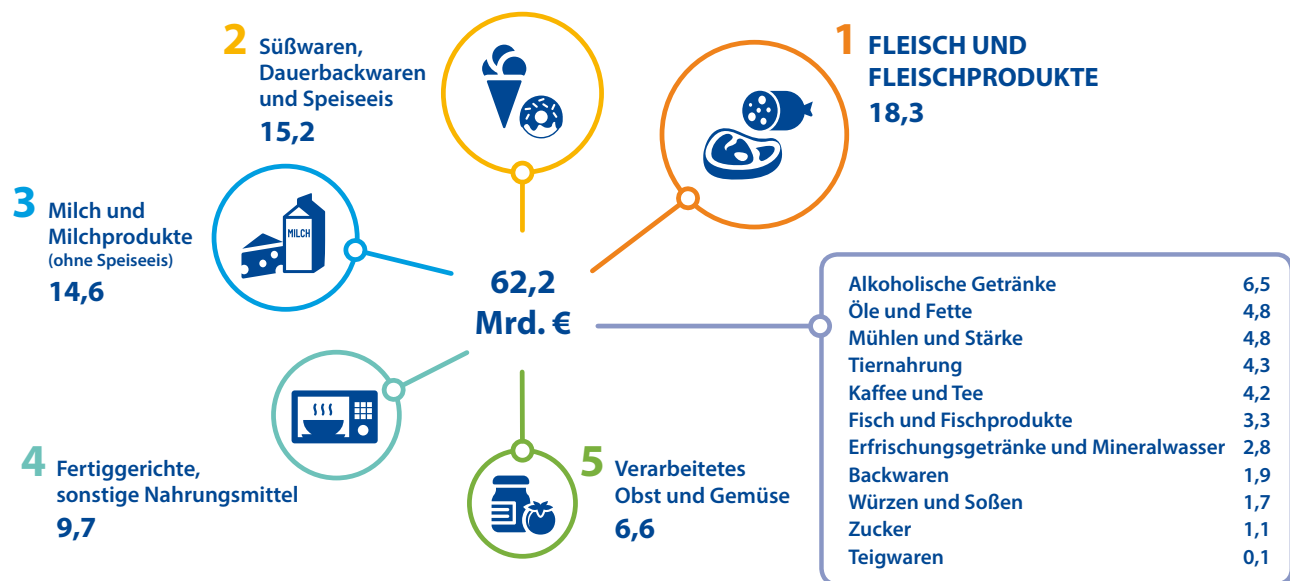 1 FLEISCH UND
FLEISCHPRODUKTE
18,3
2 Süßwaren,
Dauerbackwaren
und Speiseeis
15,2
3 Milch und
Milchprodukte
(ohne Speiseeis)
14,6
MILCH
4 Fertiggerichte,
sonstige Nahrungsmittel
9,7
5 Verarbeitetes
Obst und Gemüse
6,6
62,2
Mrd. €
Alkoholische Getränke 6,5
Öle und Fette 4,8
Mühlen und Stärke 4,8
Tiernahrung 4,3
Kaffee und Tee 4,2
Fisch und Fischprodukte 3,3
Erfrischungsgetränke und Mineralwasser 2,8
Backwaren 1,9
Würzen und Soßen 1,7
Zucker 1,1
Teigwaren 0,1